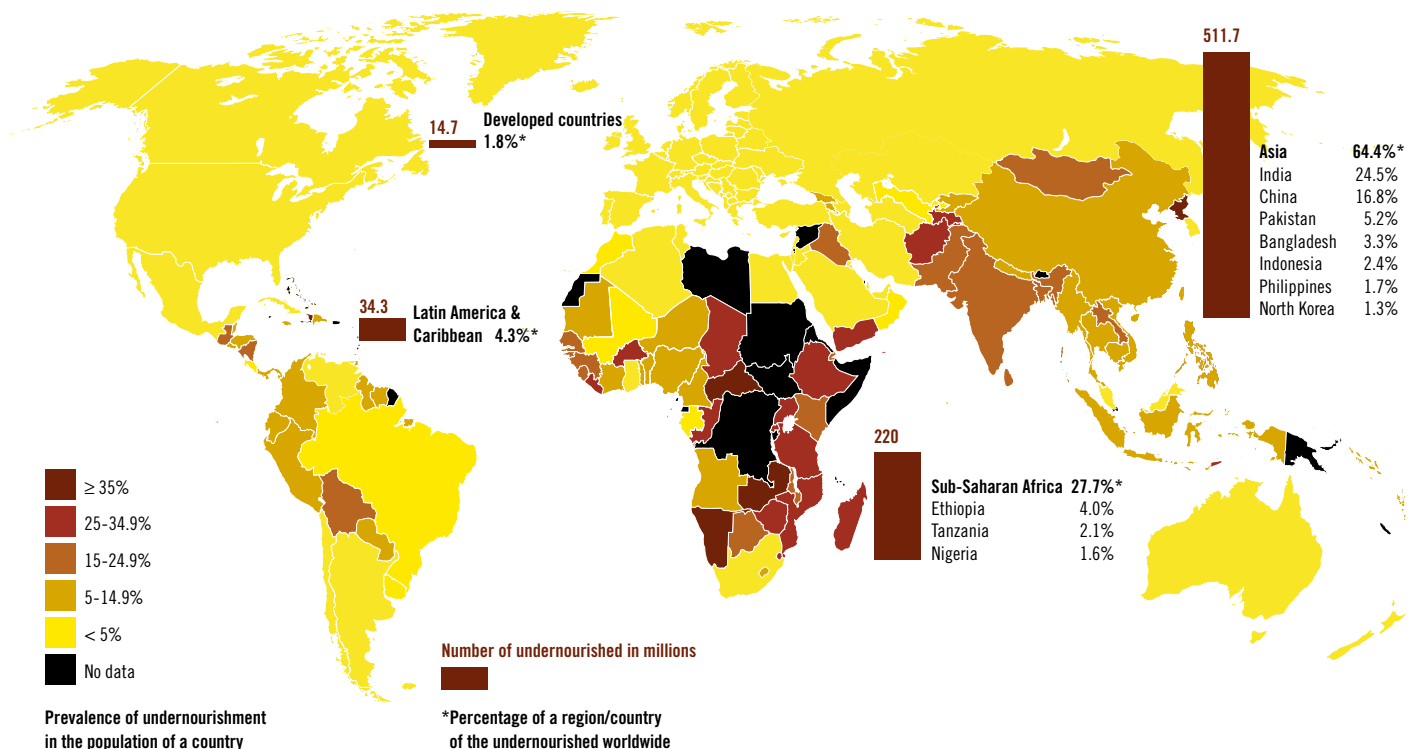 511.7
Developed countries
14.7
1.8%*
Asia 64.4%*
India 24.5%
China 16.8%
Pakistan 5.2%
Bangladesh 3.3%
Indonesia 2.4%
Philippines 1.7%
North Korea 1.3%
34.3
Latin America &
Caribbean 4.3%*
220
Sub-Saharan Africa 27.7%*
Ethiopia 4.0%
Tanzania 2.1%
Nigeria 1.6%
≥ 35%
25-34.9%
15-24.9%
5-14.9%
< 5%
No data
Prevalence of undernourishment
in the population of a country
Number of undernourished in millions
*Percentage of a region/country
of the undernourished worldwide